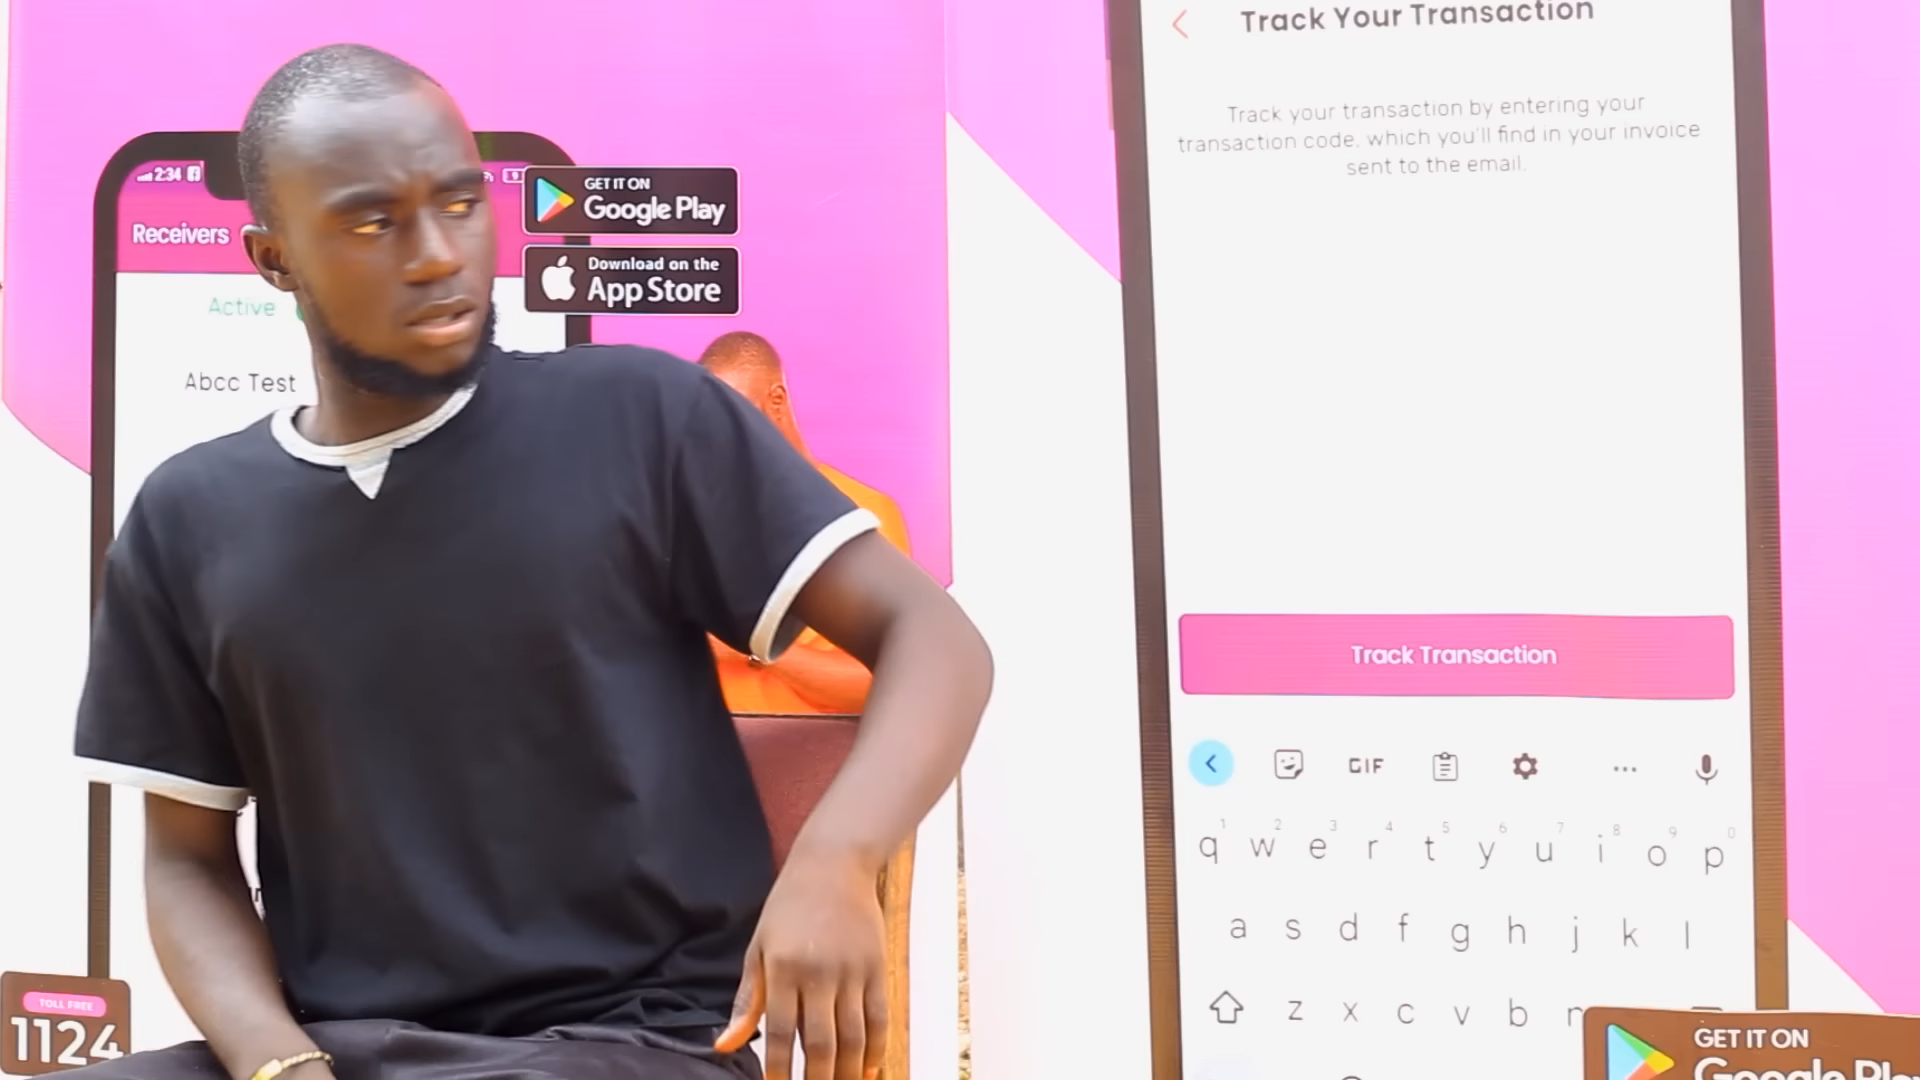 2:34
Receivers
Active
Abcc Test
GET IT ON
Google Play
Download on the
App Store
TOLL FREE
1124
Track Your Transaction
Track your transaction by entering your
transaction code, which you'll find in your invoice
sent to the email.
Track Transaction
GIF
1 2 3 4 5 6 7 8 9 0
q w e r t y u i o p
a s d f g h j k l
z x c v b
GET IT ON
Google